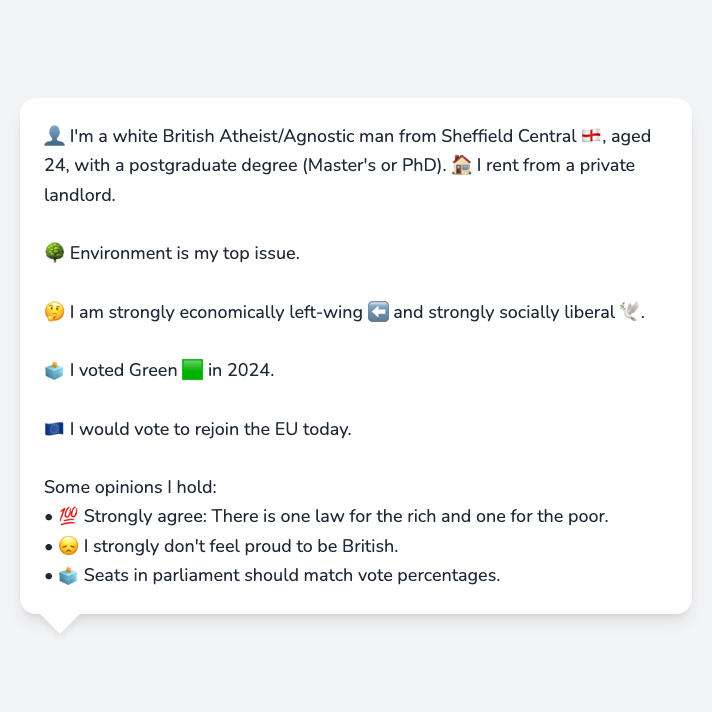 👤 I'm a white British Atheist/Agnostic man from Sheffield Central 🏴󠁧󠁢󠁥󠁮󠁧󠁿, aged
24, with a postgraduate degree (Master's or PhD). 🏠 I rent from a private
landlord.
🌳 Environment is my top issue.
🤔 I am strongly economically left-wing ⬅️ and strongly socially liberal 🕊️.
🗳️ I voted Green 🟩 in 2024.
🇪🇺 I would vote to rejoin the EU today.
Some opinions I hold:
• 💯 Strongly agree: There is one law for the rich and one for the poor.
• 😞 I strongly don't feel proud to be British.
• 🗳️ Seats in parliament should match vote percentages.